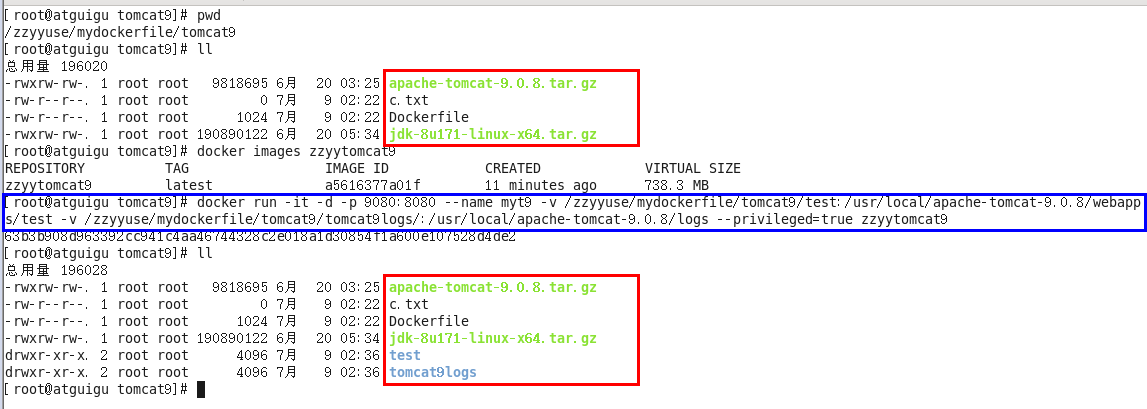 [root@atguigu tomcat9]# pwd
/zzyyuse/mydockerfile/tomcat9
[root@atguigu tomcat9]# ll
总用量 196020
-rwxrw-rw-. 1 root root 9818695 6月 20 03:25 apache-tomcat-9.0.8.tar.gz
-rw-r--r--. 1 root root 0 7月 9 02:22 c.txt
-rw-r--r--. 1 root root 1024 7月 9 02:22 Dockerfile
-rwxrw-rw-. 1 root root 190890122 6月 20 05:34 jdk-8u171-linux-x64.tar.gz
[root@atguigu tomcat9]# docker images zzyytomcat9
REPOSITORY TAG IMAGE ID CREATED VIRTUAL SIZE
zzyytomcat9 latest a5616377a01f 11 minutes ago 738.3 MB
[root@atguigu tomcat9]# docker run -it -d -p 9080:8080 --name myt9 -v /zzyyuse/mydockerfile/tomcat9/test:/usr/local/apache-tomcat-9.0.8/webapp
s/test -v /zzyyuse/mydockerfile/tomcat9/tomcat9logs/:/usr/local/apache-tomcat-9.0.8/logs --privileged=true zzyytomcat9
63b3b908d963392cc941c4aa46744328c2e018a1d30854f1a600e107528d4de2
[root@atguigu tomcat9]# ll
总用量 196028
-rwxrw-rw-. 1 root root 9818695 6月 20 03:25 apache-tomcat-9.0.8.tar.gz
-rw-r--r--. 1 root root 0 7月 9 02:22 c.txt
-rw-r--r--. 1 root root 1024 7月 9 02:22 Dockerfile
-rwxrw-rw-. 1 root root 190890122 6月 20 05:34 jdk-8u171-linux-x64.tar.gz
drwxr-xr-x. 2 root root 4096 7月 9 02:36 test
drwxr-xr-x. 2 root root 4096 7月 9 02:36 tomcat9logs
[root@atguigu tomcat9]#